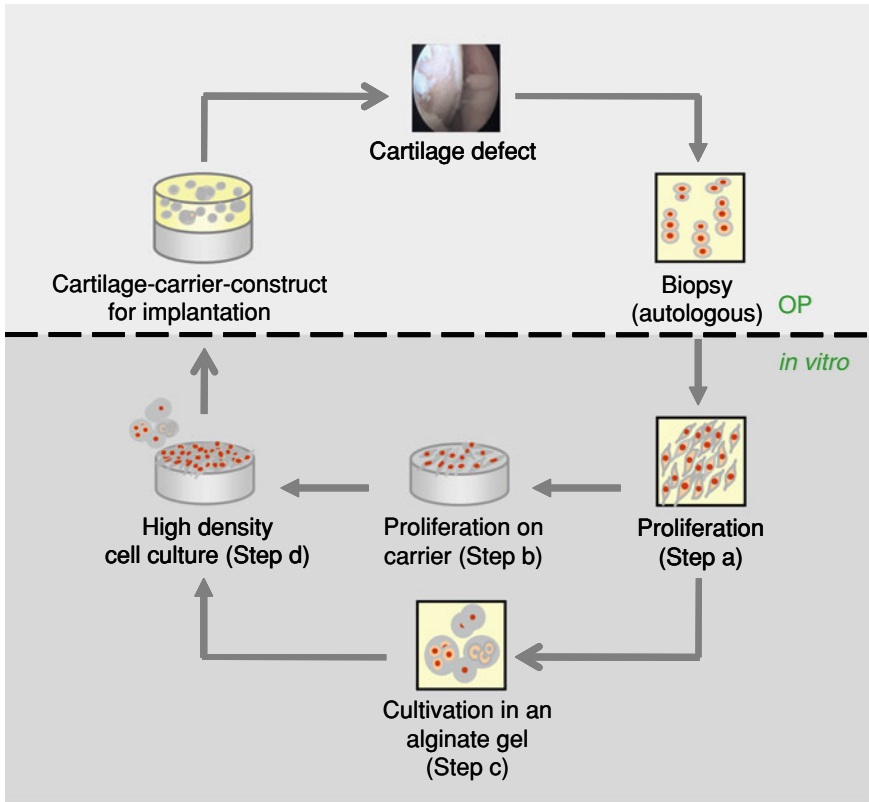 Cartilage defect
Cartilage-carrier-construct
for implantation
Biopsy
(autologous)
OP
in vitro
High density
cell culture (Step d)
Proliferation on
carrier (Step b)
Proliferation
(Step a)
Cultivation in an
alginate gel
(Step c)